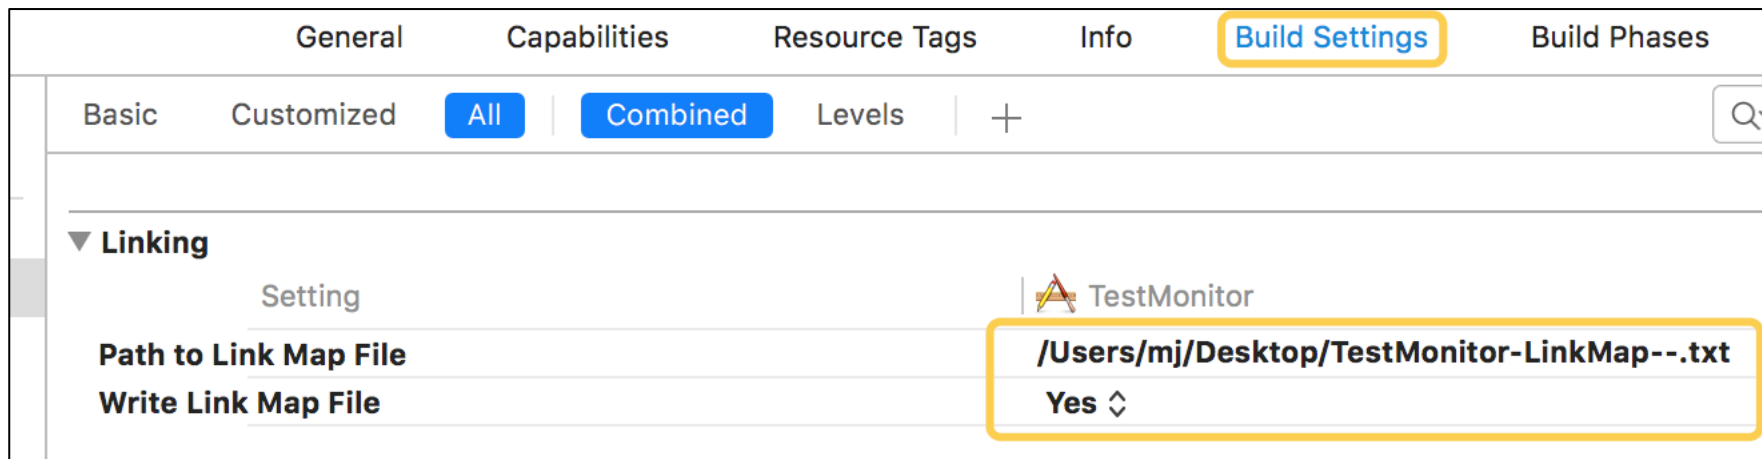 General Capabilities Resource Tags Info Build Settings Build Phases
Basic Customized All Combined Levels
Linking
Setting TestMonitor
Path to Link Map File /Users/mj/Desktop/TestMonitor-LinkMap--.txt
Write Link Map File Yes